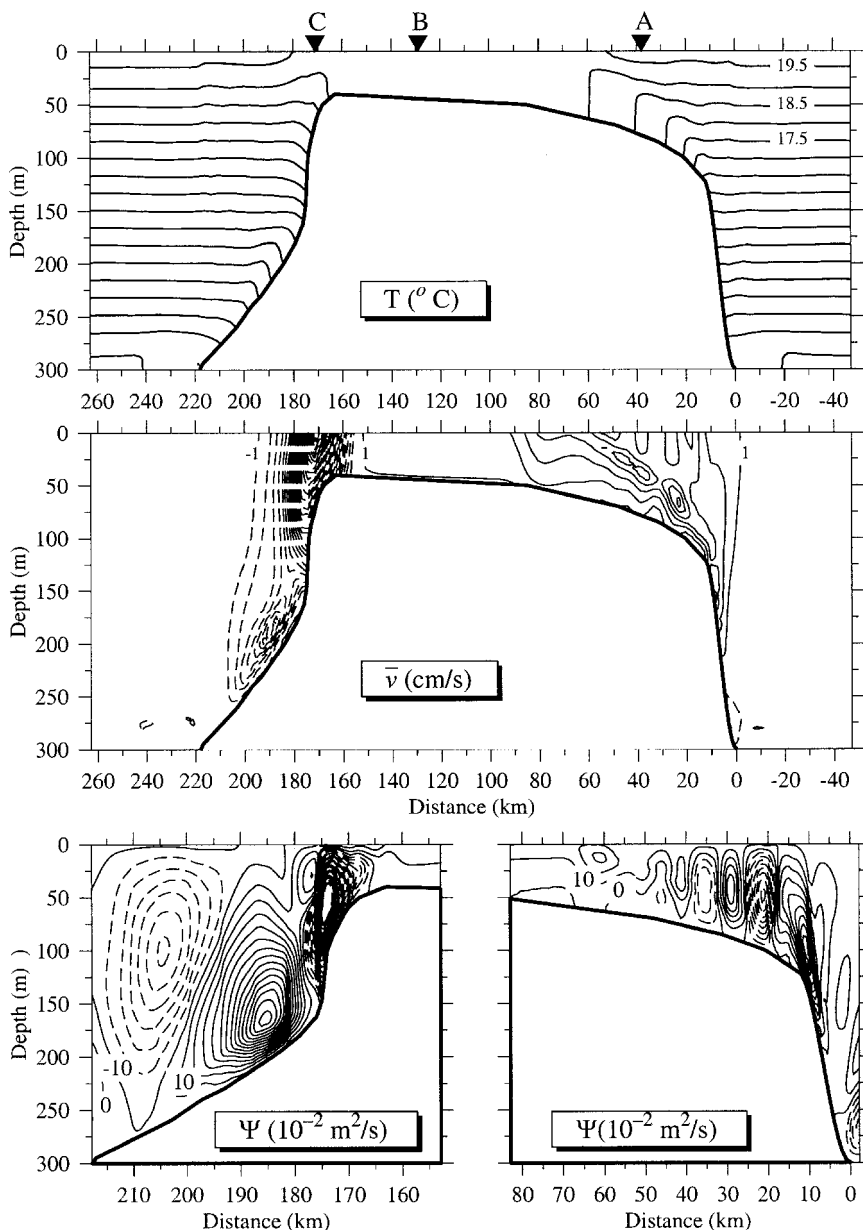 C B A
0
50
100
150
200
250
300
Depth (m)
19.5
18.5
17.5
T (° C)
260 240 220 200 180 160 140 120 100 80 60 40 20 0 -20 -40
0
50
100
150
200
250
300
Depth (m)
-1 1 1
v̅ (cm/s)
260 240 220 200 180 160 140 120 100 80 60 40 20 0 -20 -40
Distance (km)
0
50
100
150
200
250
300
Depth (m )
-10 10
0
Ψ (10⁻² m²/s)
210 200 190 180 170 160
Distance (km)
10 0
Ψ(10⁻² m²/s)
80 70 60 50 40 30 20 10 0
Distance (km)